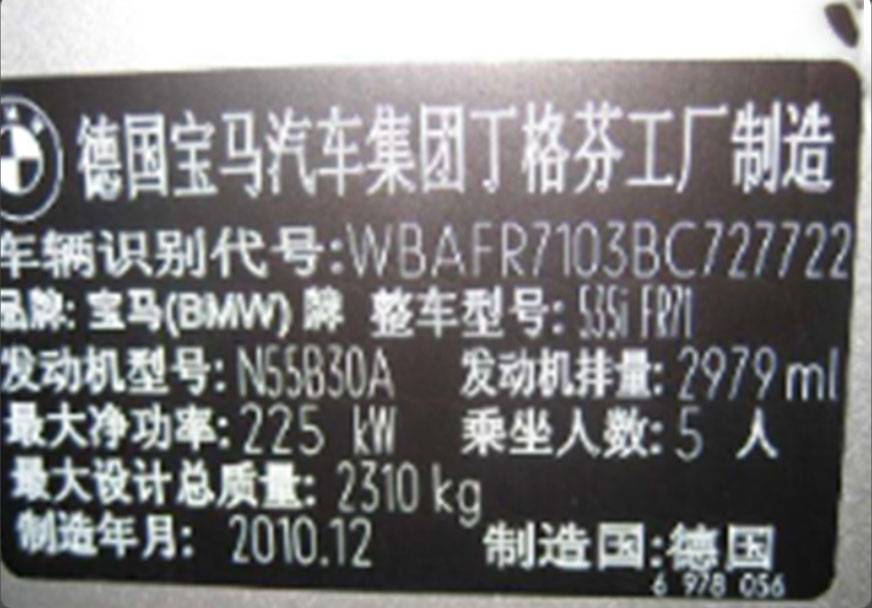 德国宝马汽车集团丁格芬工厂制造
车辆识别代号:WBAFR7103BC727722
品牌: 宝马(BMW) 牌 整车型号: 535i FR71
发动机型号: N55B30A 发动机排量: 2979 ml
最大净功率: 225 kW 乘坐人数: 5 人
最大设计总质量: 2310 kg
制造年月: 2010.12 制造国:德国
6 978 056